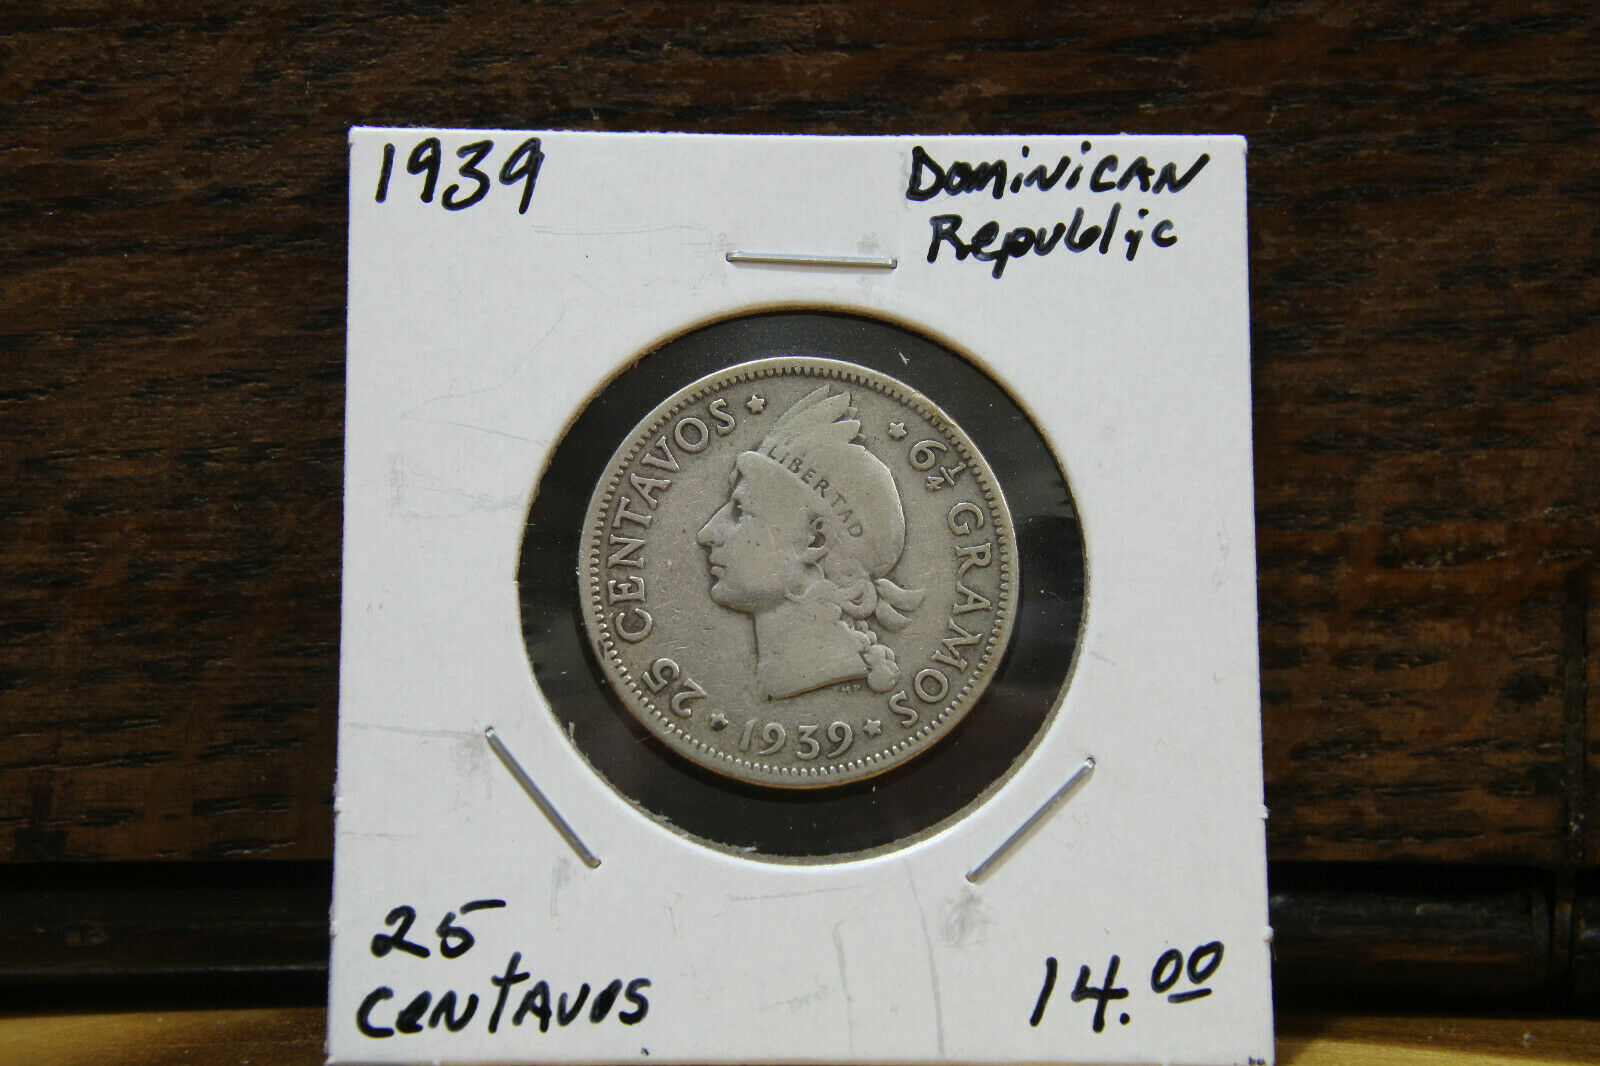 1939
Dominican
Republic
25 CENTAVOS ★ ★ 6¼ GRAMOS
LIBERTAD
HP
★ 1939 ★
25
Centavos
14.00